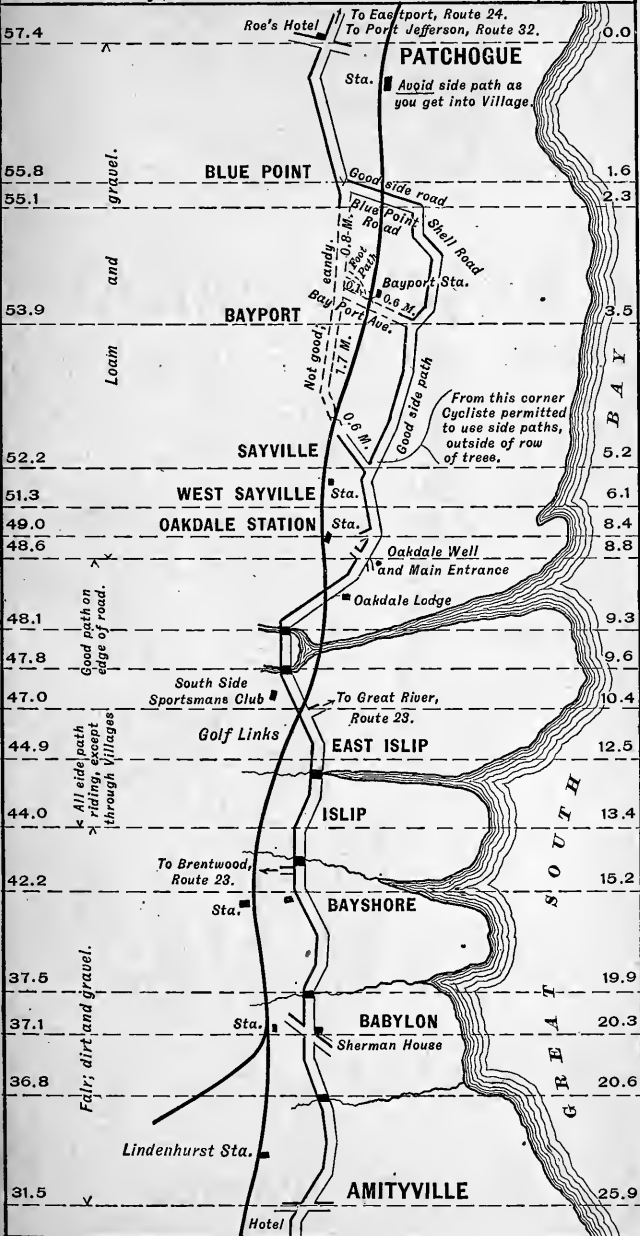 To Eastport, Route 24.
Roe's Hotel
To Port Jefferson, Route 32.
57.4
0.0
PATCHOGUE
Sta.
Avoid side path as
you get into Village.
gravel.
and
Loam
55.8
BLUE POINT
Good side road
1.6
55.1
Blue Point
Road
2.3
Shell Road
Not good; sandy.
0.8 M.
Foot
Path
Bayport Sta.
0.6 M.
Bay Port Ave.
53.9
BAYPORT
3.5
1.7 M.
Good side path
From this corner
Cyclists permitted
to use side paths,
outside of row
of trees.
0.6 M.
52.2
SAYVILLE
5.2
51.3
WEST SAYVILLE
Sta.
6.1
49.0
OAKDALE STATION
Sta.
8.4
48.6
8.8
Oakdale Well
and Main Entrance
Oakdale Lodge
Good path on
edge of road.
48.1
9.3
47.8
9.6
South Side
Sportsmans Club
To Great River,
Route 23.
47.0
10.4
Golf Links
EAST ISLIP
44.9
12.5
All side path
riding, except
through Villages
ISLIP
44.0
13.4
To Brentwood,
Route 23.
42.2
15.2
Sta.
BAYSHORE
37.5
19.9
Fair; dirt and gravel.
37.1
Sta.
BABYLON
20.3
Sherman House
36.8
20.6
Lindenhurst Sta.
AMITYVILLE
31.5
25.9
Hotel
GREAT SOUTH BAY